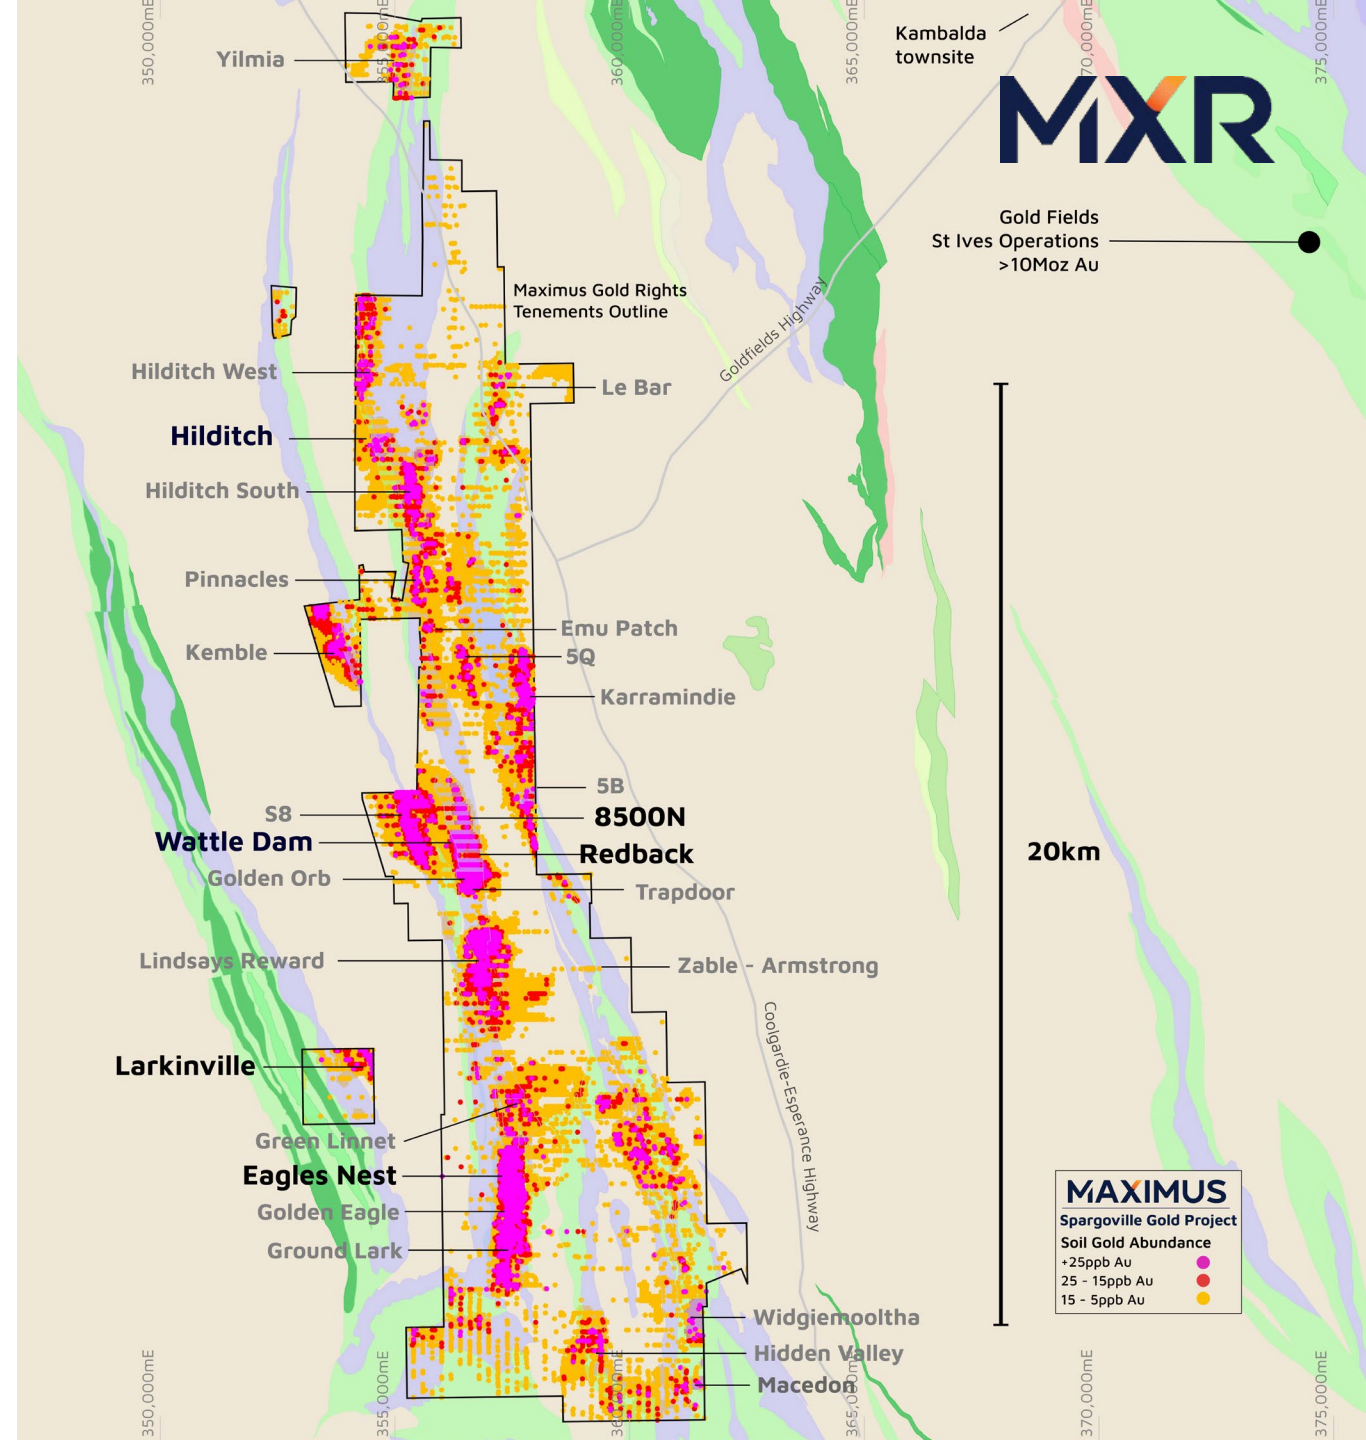 350,000mE
355,000mE
360,000mE
365,000mE
370,000mE
375,000mE
Kambalda
townsite
Yilmia
MXR
Gold Fields
St Ives Operations
>10Moz Au
Maximus Gold Rights
Tenements Outline
Goldfields Highway
Hilditch West
Le Bar
Hilditch
Hilditch South
Pinnacles
Emu Patch
Kemble
5Q
Karramindie
5B
S8
8500N
Wattle Dam
Redback
20km
Golden Orb
Trapdoor
Lindsays Reward
Zable - Armstrong
Coolgardie-Esperance Highway
Larkinville
Green Linnet
Eagles Nest
Golden Eagle
Ground Lark
MAXIMUS
Spargoville Gold Project
Soil Gold Abundance
+25ppb Au
25 - 15ppb Au
15 - 5ppb Au
Widgiemooltha
Hidden Valley
Macedon
350,000mE
355,000mE
360,000mE
365,000mE
370,000mE
375,000mE